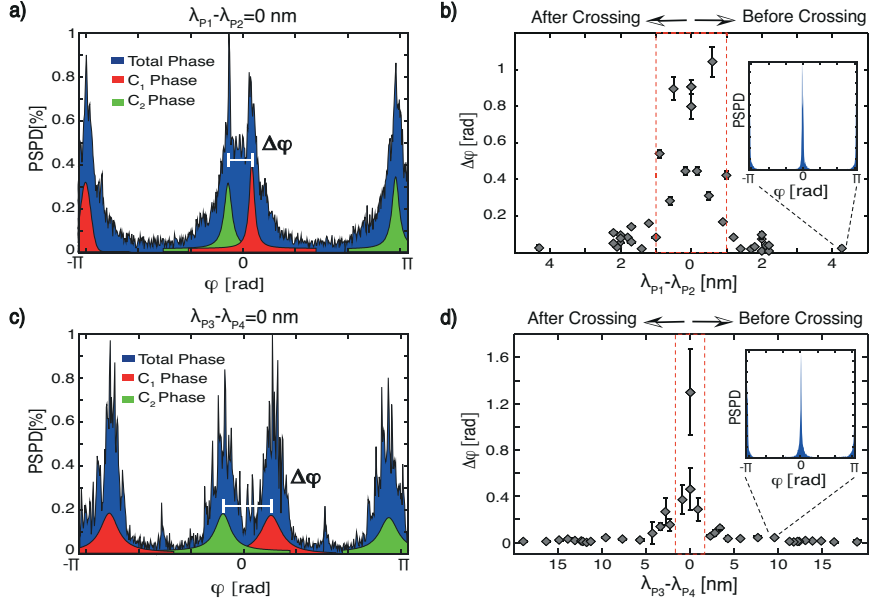 a)
λP1-λP2=0 nm
PSPD[%]
1
0.8
0.6
0.4
0.2
0
Total Phase
C1 Phase
C2 Phase
Δφ
-π
0
π
φ [rad]
b)
After Crossing
Before Crossing
Δφ [rad]
1
0.8
0.6
0.4
0.2
PSPD
-π
0
π
φ [rad]
4
2
0
2
4
λP1-λP2 [nm]
c)
λP3-λP4=0 nm
PSPD[%]
1
0.8
0.6
0.4
0.2
0
Total Phase
C1 Phase
C2 Phase
Δφ
-π
0
π
φ [rad]
d)
After Crossing
Before Crossing
Δφ [rad]
1.6
1.2
0.8
0.4
0
PSPD
-π
0
π
φ [rad]
15
10
5
0
5
10
15
λP3-λP4 [nm]